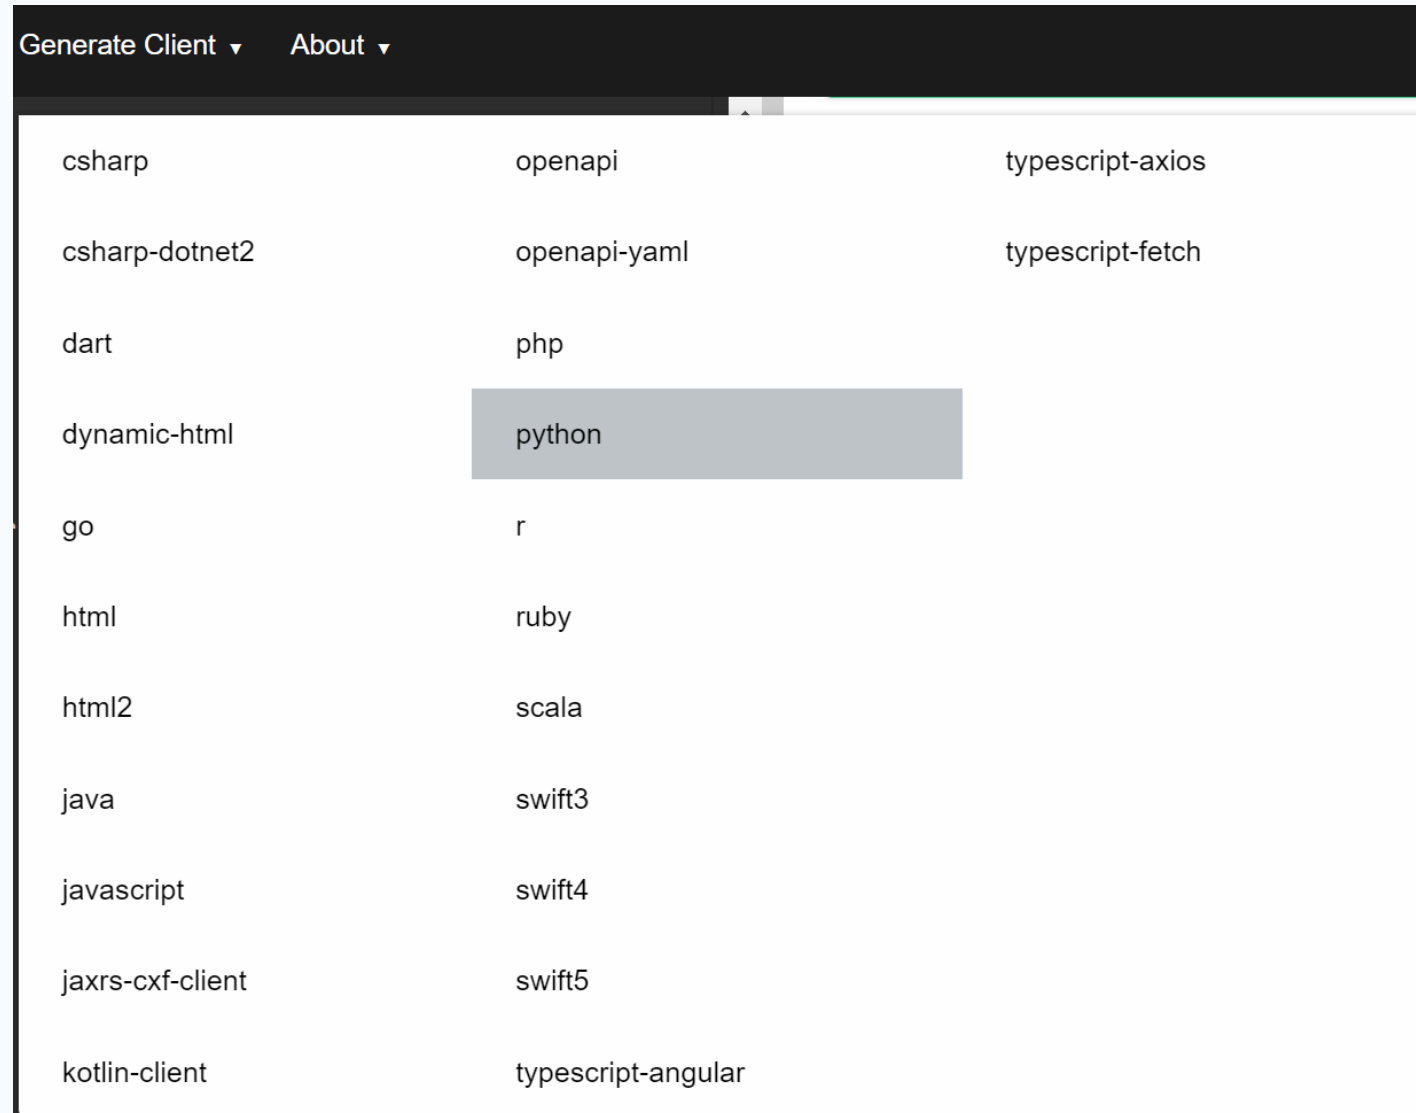 Generate Client ▼ About ▼
csharp
csharp-dotnet2
dart
dynamic-html
go
html
html2
java
javascript
jaxrs-cxf-client
kotlin-client
openapi
openapi-yaml
php
python
r
ruby
scala
swift3
swift4
swift5
typescript-angular
typescript-axios
typescript-fetch